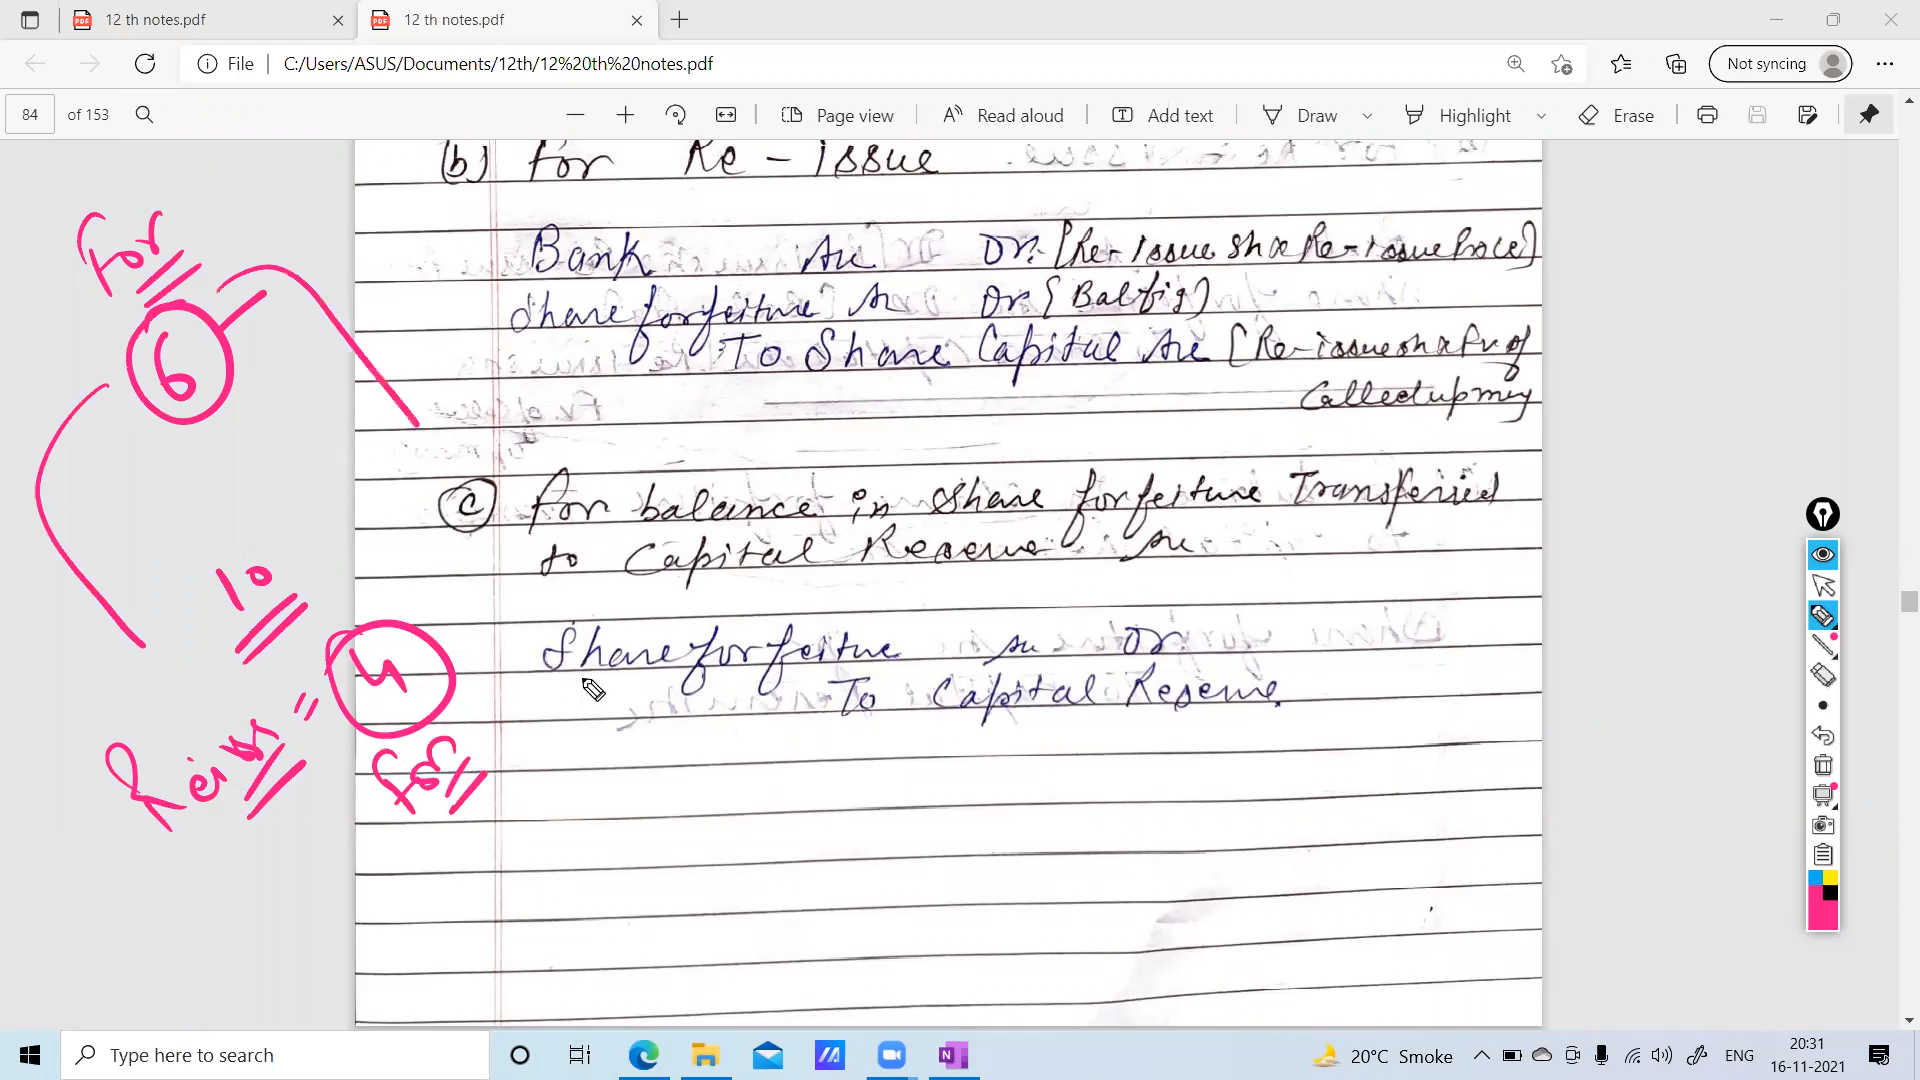 12 th notes.pdf
12 th notes.pdf
File
C:/Users/ASUS/Documents/12th/12%20th%20notes.pdf
Not syncing
84 of 153
Page view
Read aloud
Add text
Draw
Highlight
Erase
(b) For Re - issue
Bank A/c Dr. [Re-issue sh x Re-issue Price]
Share forfeiture A/c Dr [Bal fig)
To Share Capital A/c [Re-issue sh x Fv of
Called up mny
(c) For balance in Share forfeiture Transferred
to Capital Reserve A/c
Share forfeiture A/c Dr
To Capital Reserve.
For
6
10
4
=
Type here to search
20°C Smoke
ENG
20:31
16-11-2021